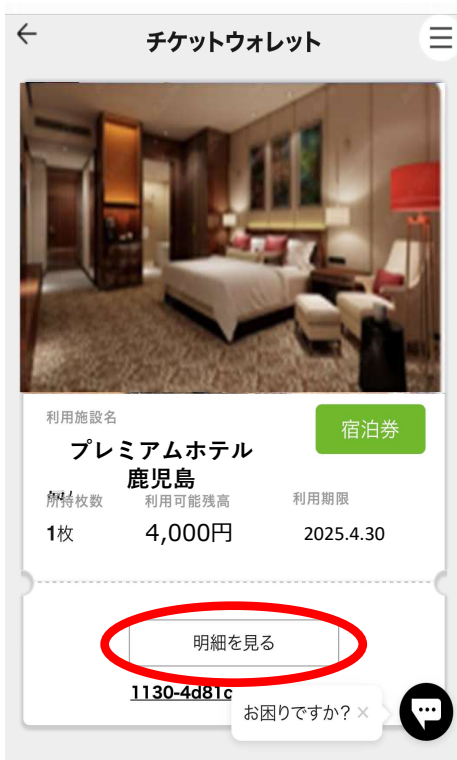 チケットウォレット
利用施設名
宿泊券
プレミアムホテル
鹿児島
所持枚数 利用可能残高 利用期限
1枚 4,000円 2025.4.30
明細を見る
1130-4d81c
お困りですか? ×